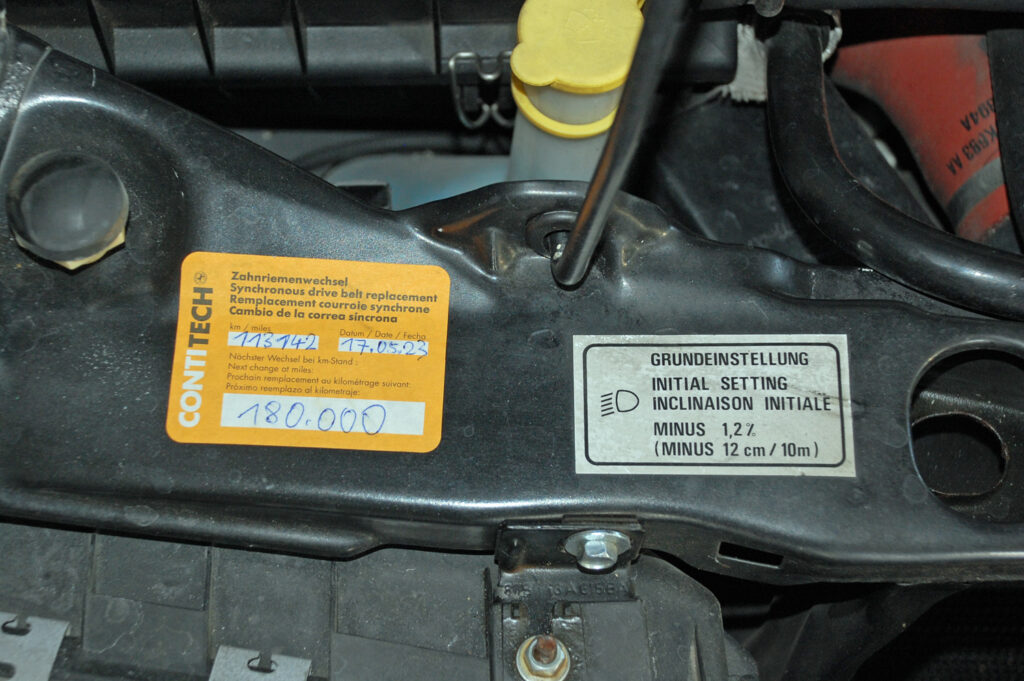 CONTITECH
Zahnriemenwechsel
Synchronous drive belt replacement
Remplacement courroie synchrone
Cambio de la correa síncrona
km / miles Datum / Date / Fecha
113142 17.05.23
Nächster Wechsel bei km-Stand :
Next change at miles:
Prochain remplacement au kilométrage suivant:
Próximo reemplazo al kilometraje:
180.000
GRUNDEINSTELLUNG
INITIAL SETTING
INCLINAISON INITIALE
MINUS 1,2%
(MINUS 12 cm / 10m)